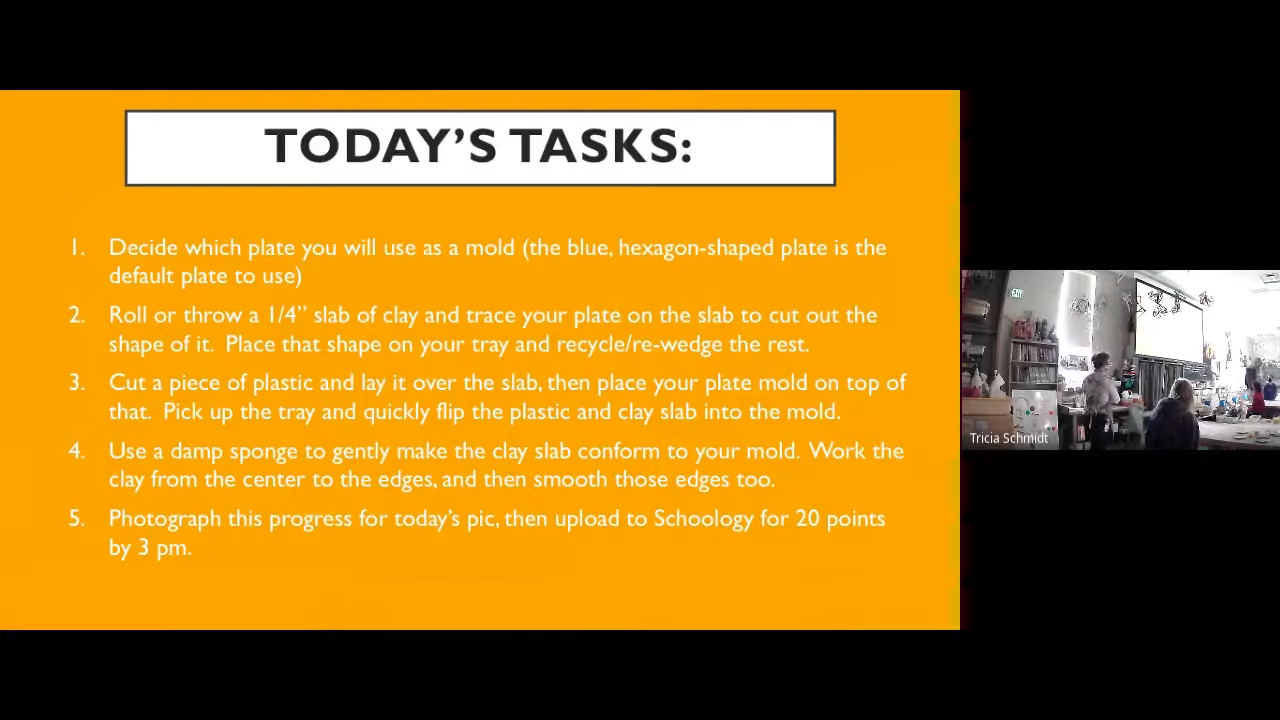 TODAY'S TASKS:
1. Decide which plate you will use as a mold (the blue, hexagon-shaped plate is the
default plate to use)
2. Roll or throw a 1/4” slab of clay and trace your plate on the slab to cut out the
shape of it.  Place that shape on your tray and recycle/re-wedge the rest.
3. Cut a piece of plastic and lay it over the slab, then place your plate mold on top of
that.  Pick up the tray and quickly flip the plastic and clay slab into the mold.
4. Use a damp sponge to gently make the clay slab conform to your mold.  Work the
clay from the center to the edges, and then smooth those edges too.
5. Photograph this progress for today’s pic, then upload to Schoology for 20 points
by 3 pm.
EXIT
Tricia Schmidt